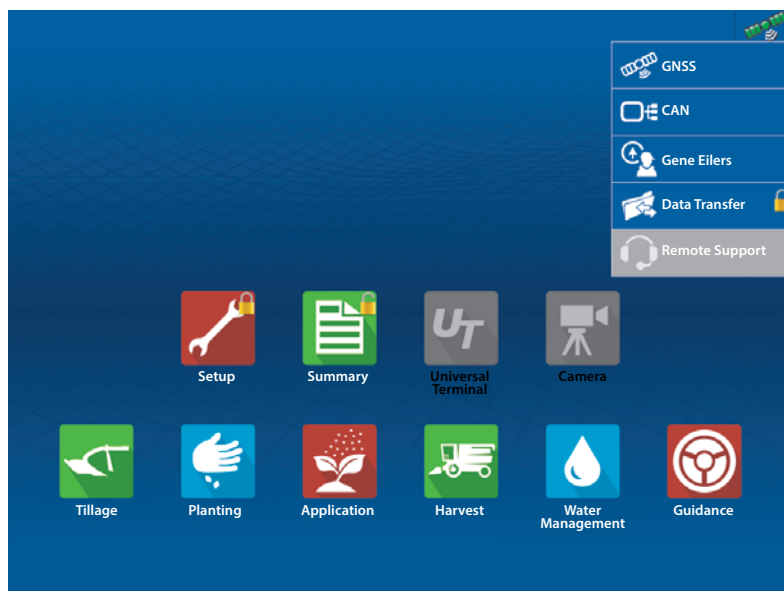 GNSS
CAN
Gene Eilers
Data Transfer
Remote Support
UT
Setup
Summary
Universal
Terminal
Camera
Tillage
Planting
Application
Harvest
Water
Management
Guidance